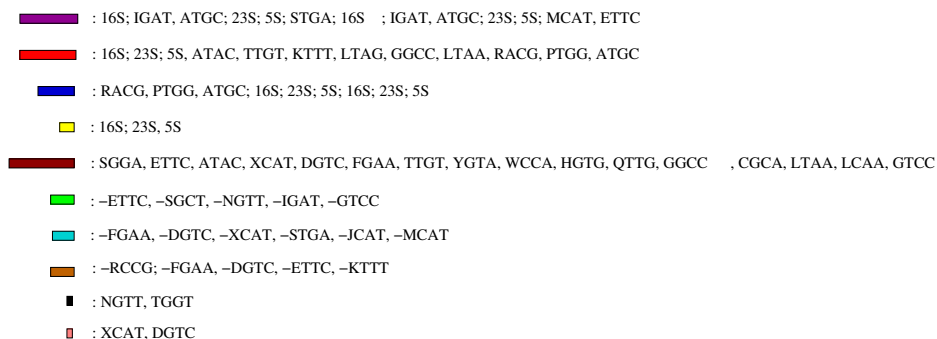 : 16S; IGAT, ATGC; 23S; 5S; STGA; 16S ; IGAT, ATGC; 23S; 5S; MCAT, ETTC
: 16S; 23S; 5S, ATAC, TTGT, KTTT, LTAG, GGCC, LTAA, RACG, PTGG, ATGC
: RACG, PTGG, ATGC; 16S; 23S; 5S; 16S; 23S; 5S
: 16S; 23S, 5S
: SGGA, ETTC, ATAC, XCAT, DGTC, FGAA, TTGT, YGTA, WCCA, HGTG, QTTG, GGCC , CGCA, LTAA, LCAA, GTCC
: −ETTC, −SGCT, −NGTT, −IGAT, −GTCC
: −FGAA, −DGTC, −XCAT, −STGA, −JCAT, −MCAT
: −RCCG; −FGAA, −DGTC, −ETTC, −KTTT
: NGTT, TGGT
: XCAT, DGTC